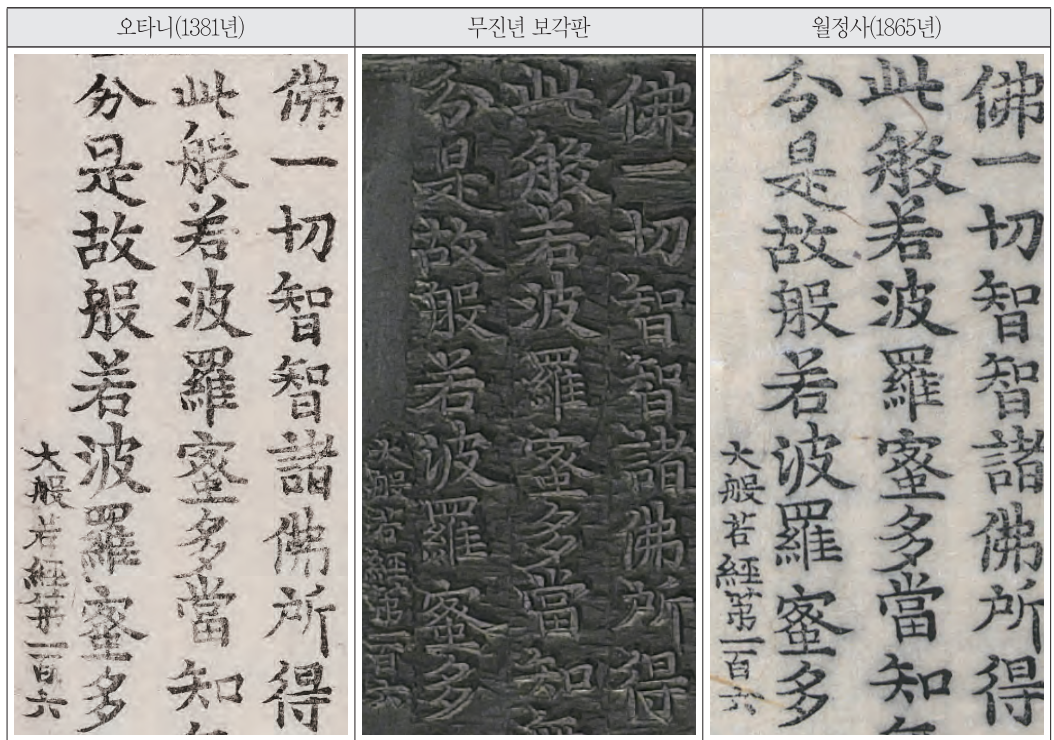 오타니(1381년)
무진년 보각판
월정사(1865년)
佛一切智智諸佛所得
此般若波羅蜜多當知
分是故般若波羅蜜多
大般若經第一百六
佛一切智智諸佛所得
此般若波羅蜜多當知
分是故般若波羅蜜多
大般若經第一百六
佛一切智智諸佛所得
此般若波羅蜜多當知
分是故般若波羅蜜多
大般若經第一百六